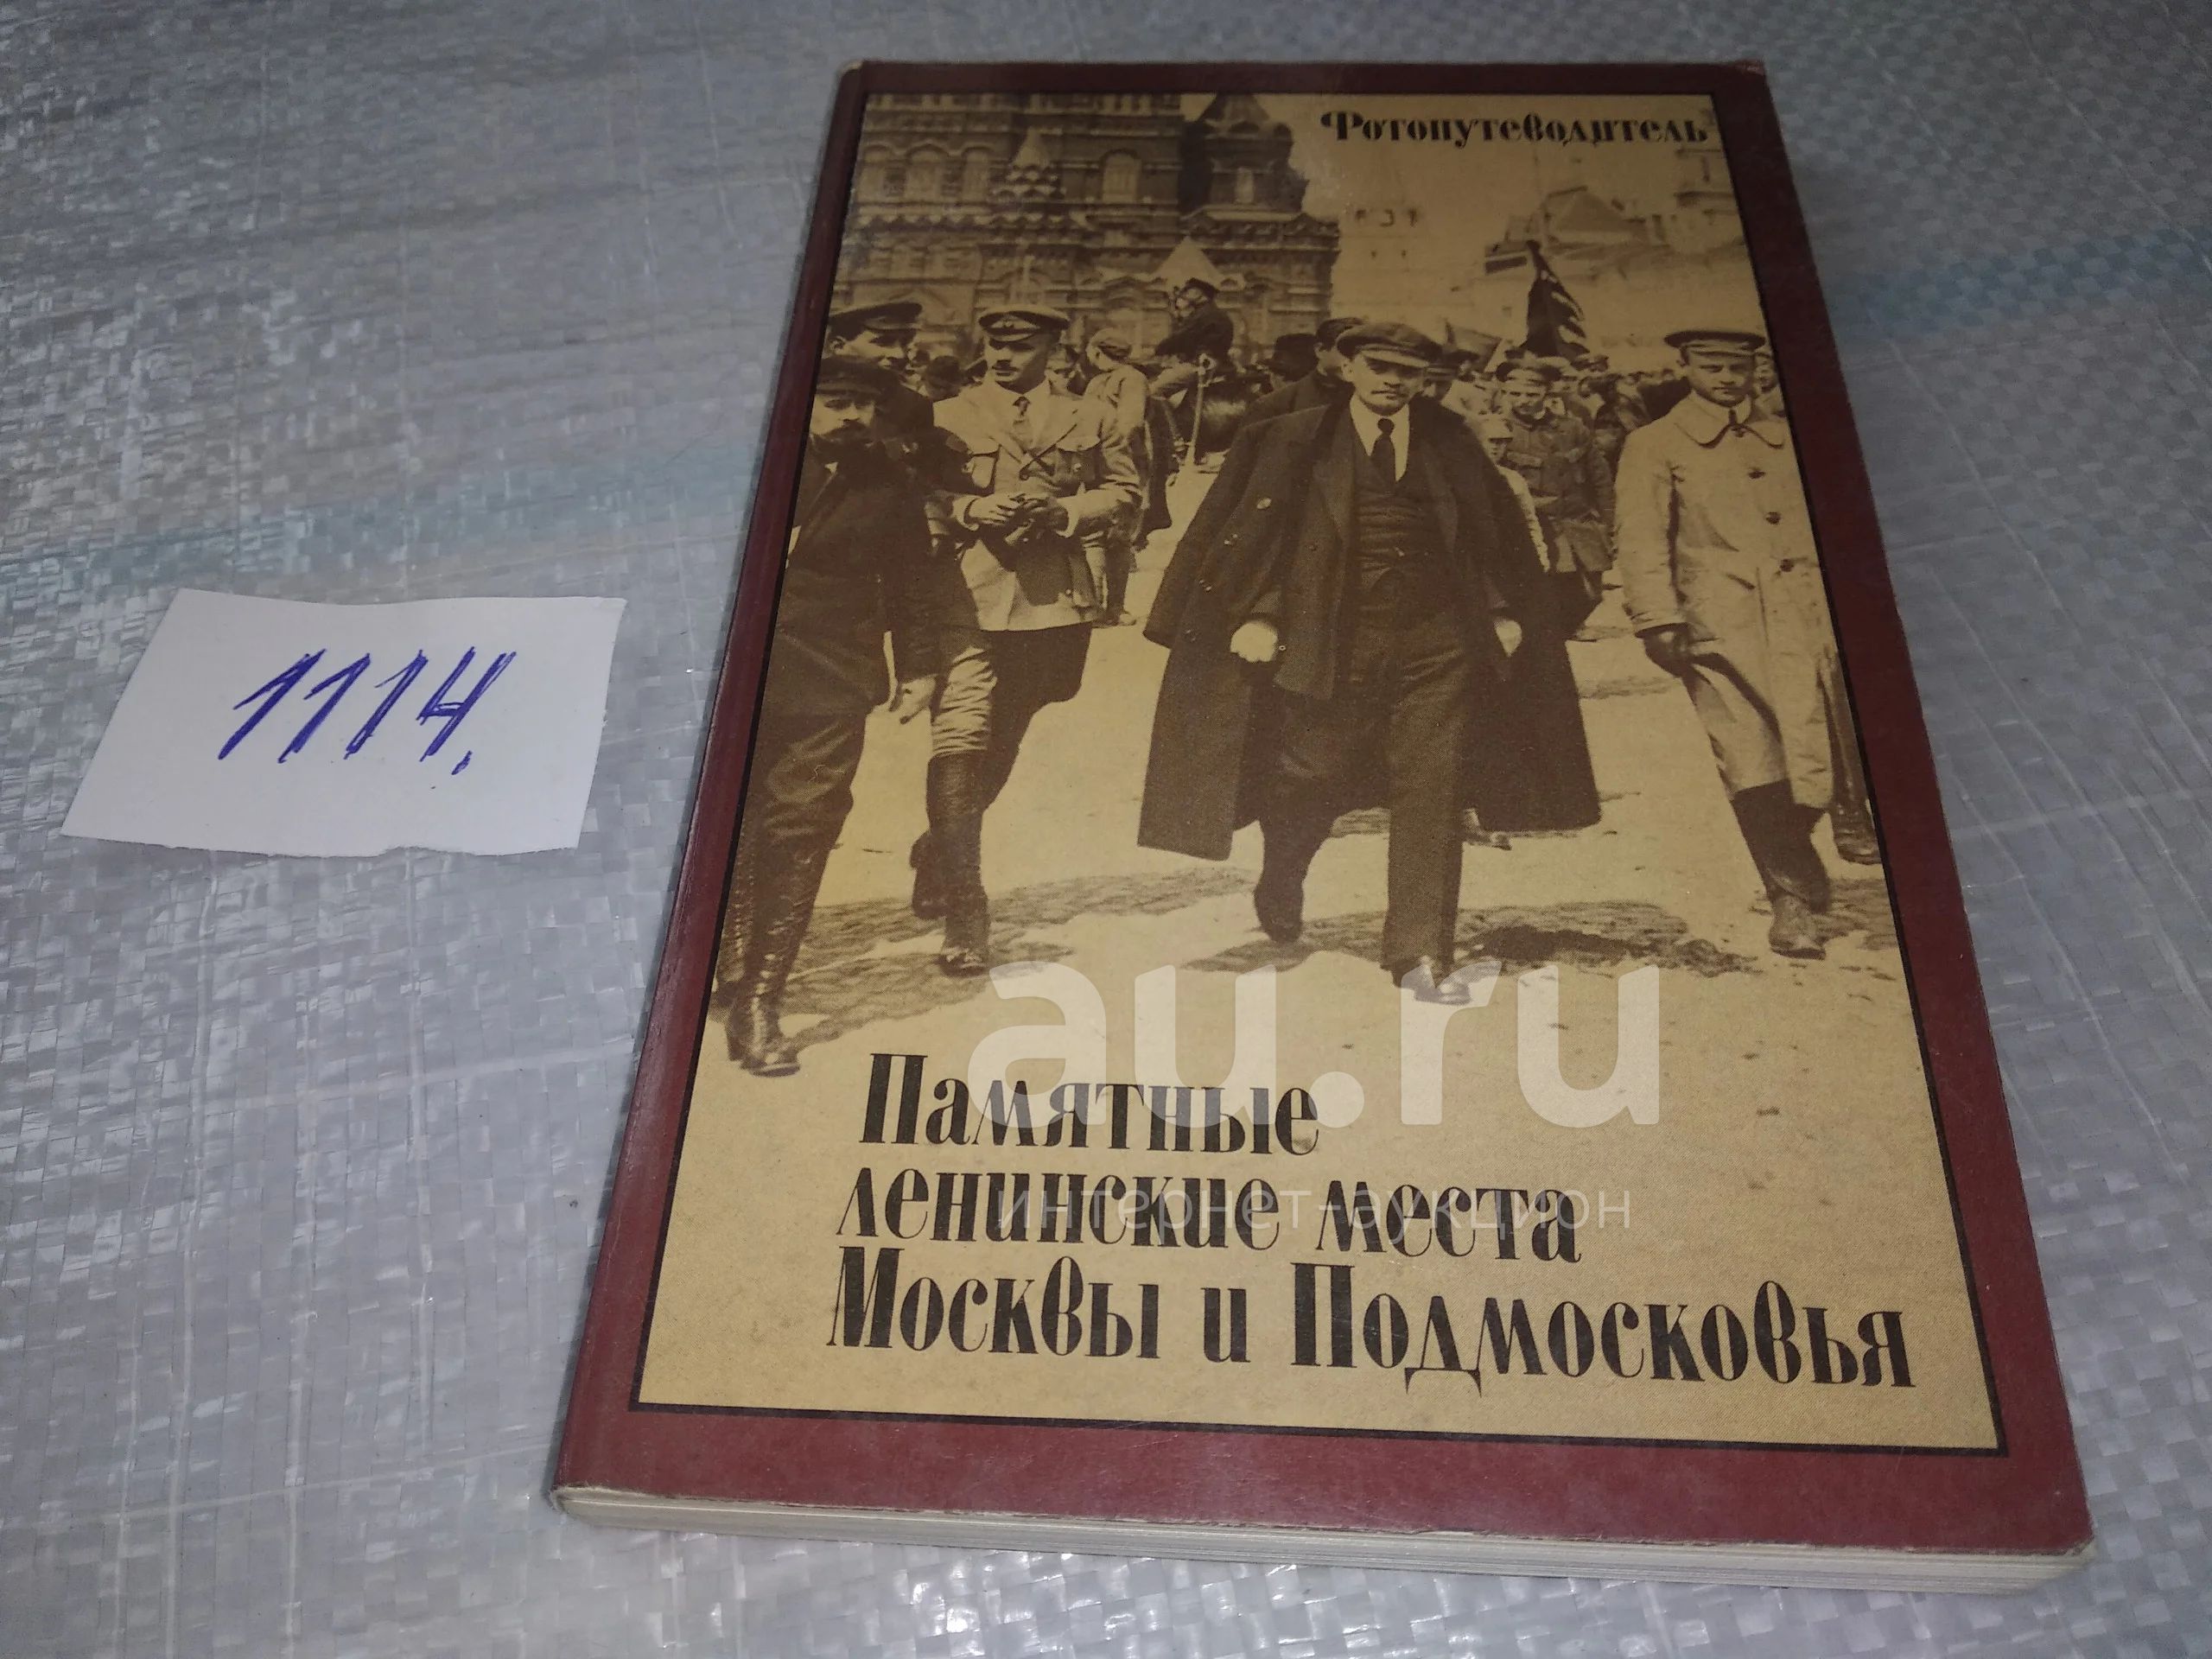 Фотопутеводитель
1114.
au.ru
интернет-аукцион
Памятные
ленинские места
Москвы и Подмосковья